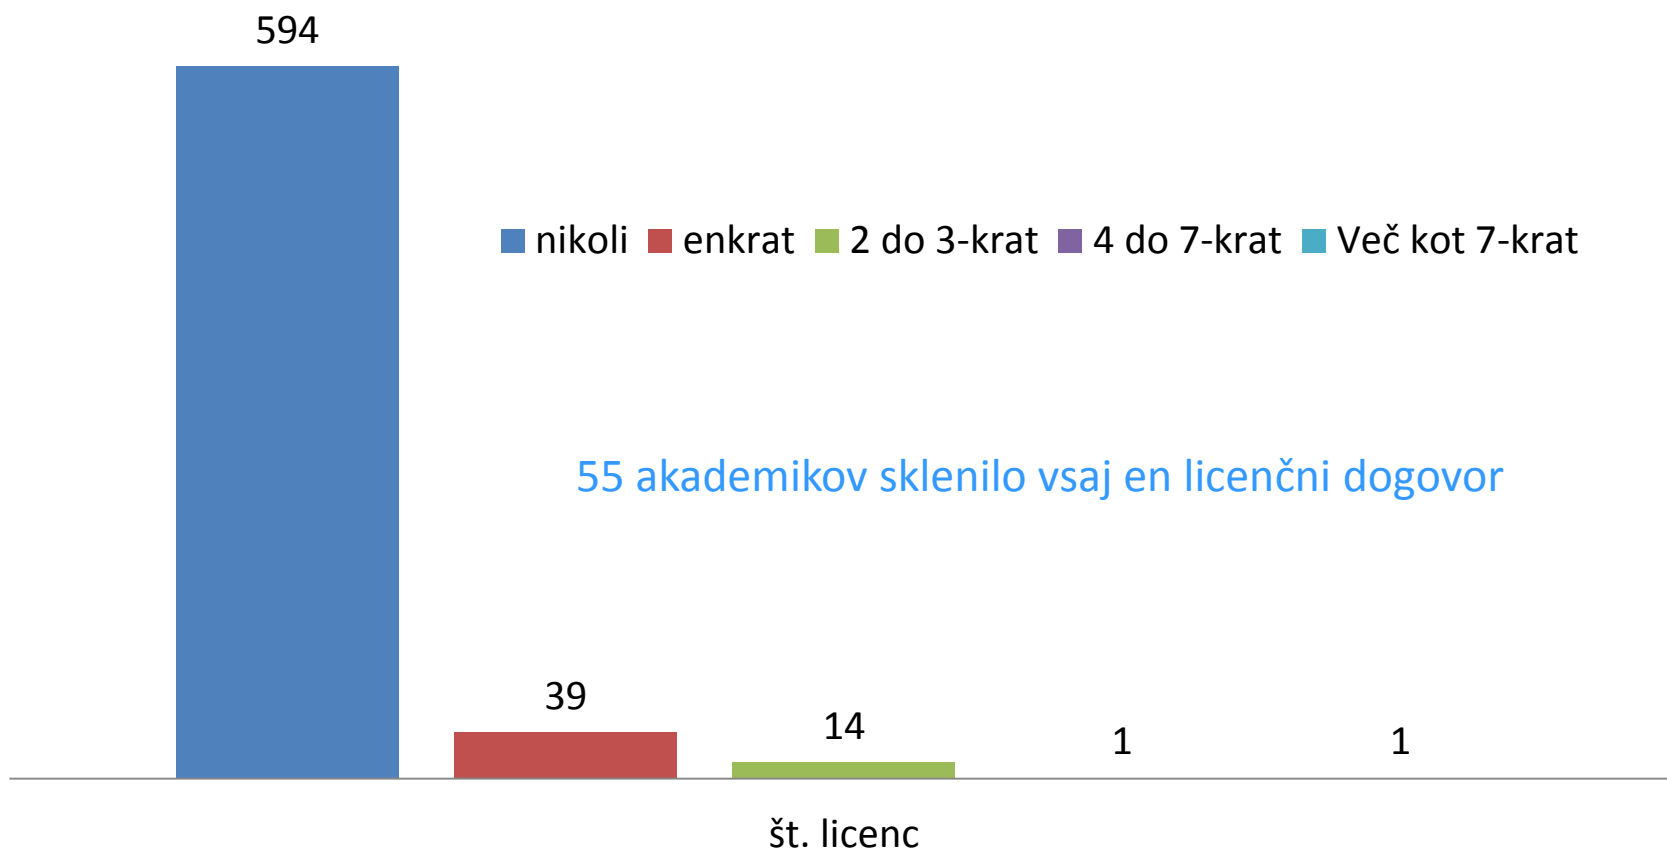 594
nikoli enkrat 2 do 3-krat 4 do 7-krat Več kot 7-krat
55 akademikov sklenilo vsaj en licenčni dogovor
39
14
1
1
št. licenc